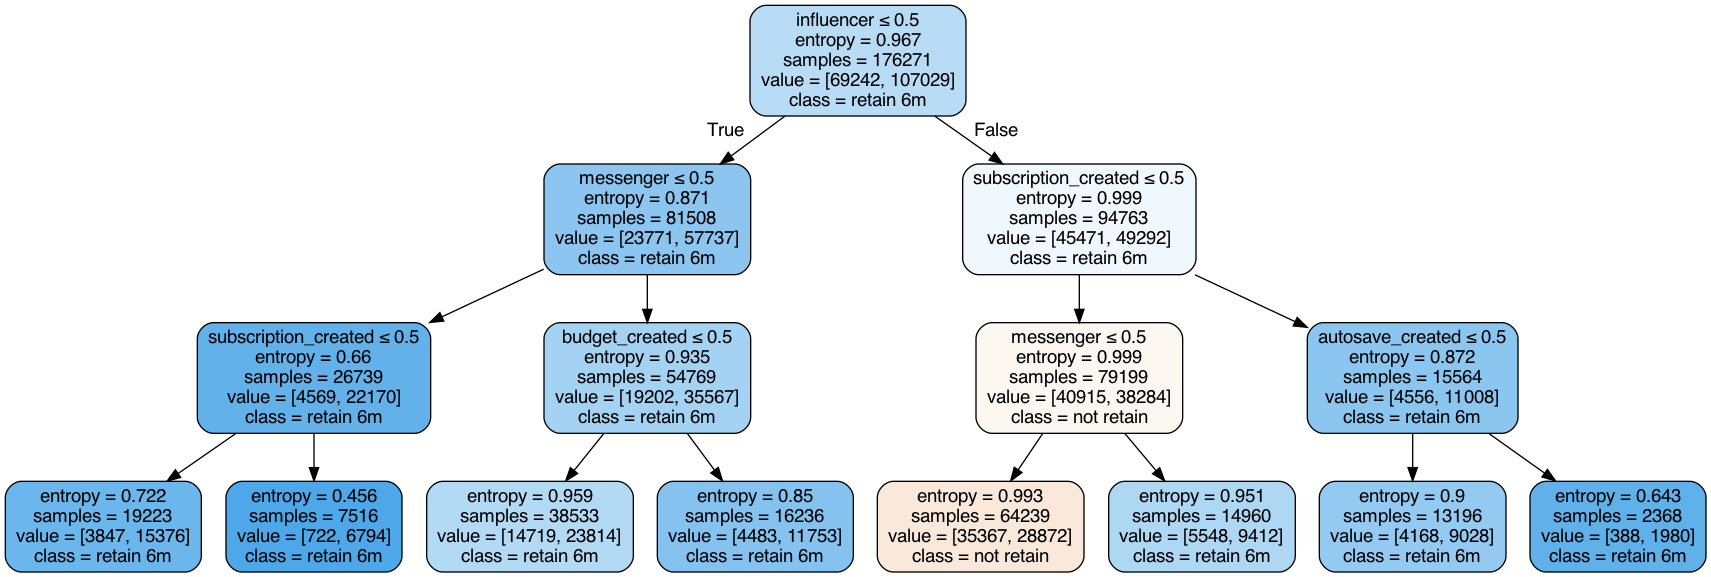 influencer ≤ 0.5
entropy = 0.967
samples = 176271
value = [69242, 107029]
class = retain 6m
True
False
messenger ≤ 0.5
entropy = 0.871
samples = 81508
value = [23771, 57737]
class = retain 6m
subscription_created ≤ 0.5
entropy = 0.999
samples = 94763
value = [45471, 49292]
class = retain 6m
subscription_created ≤ 0.5
entropy = 0.66
samples = 26739
value = [4569, 22170]
class = retain 6m
budget_created ≤ 0.5
entropy = 0.935
samples = 54769
value = [19202, 35567]
class = retain 6m
messenger ≤ 0.5
entropy = 0.999
samples = 79199
value = [40915, 38284]
class = not retain
autosave_created ≤ 0.5
entropy = 0.872
samples = 15564
value = [4556, 11008]
class = retain 6m
entropy = 0.722
samples = 19223
value = [3847, 15376]
class = retain 6m
entropy = 0.456
samples = 7516
value = [722, 6794]
class = retain 6m
entropy = 0.959
samples = 38533
value = [14719, 23814]
class = retain 6m
entropy = 0.85
samples = 16236
value = [4483, 11753]
class = retain 6m
entropy = 0.993
samples = 64239
value = [35367, 28872]
class = not retain
entropy = 0.951
samples = 14960
value = [5548, 9412]
class = retain 6m
entropy = 0.9
samples = 13196
value = [4168, 9028]
class = retain 6m
entropy = 0.643
samples = 2368
value = [388, 1980]
class = retain 6m